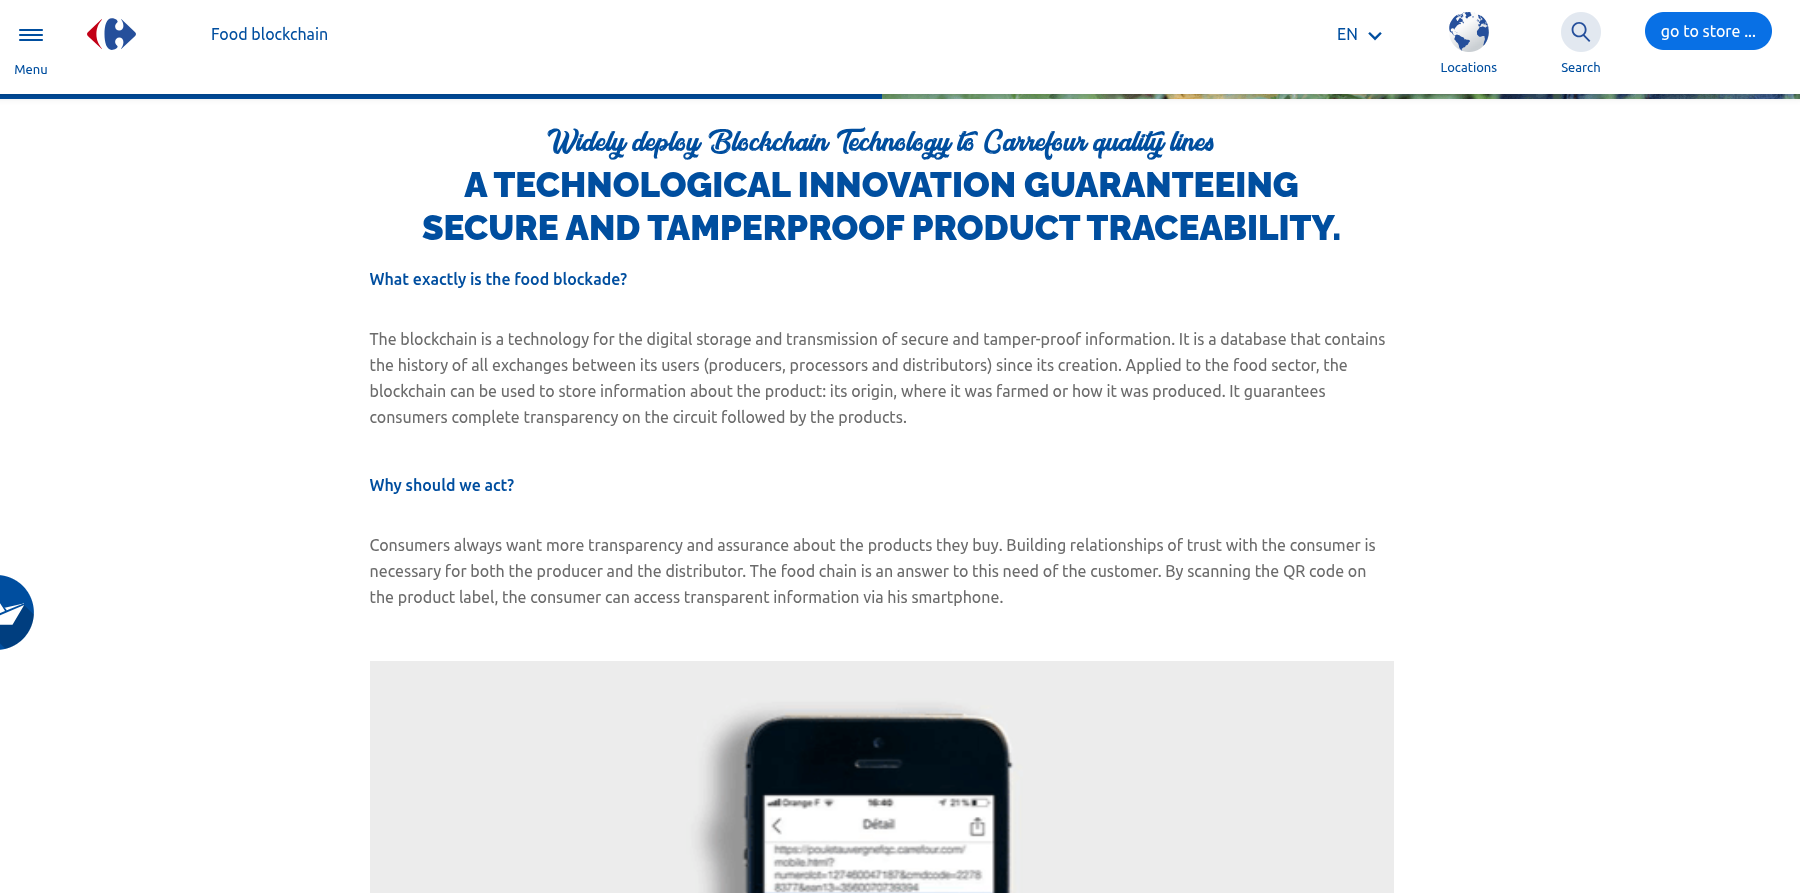 Menu
Food blockchain
EN
Locations
Search
go to store ...
Widely deploy Blockchain Technology to Carrefour quality lines
A TECHNOLOGICAL INNOVATION GUARANTEEING
SECURE AND TAMPERPROOF PRODUCT TRACEABILITY.
What exactly is the food blockade?
The blockchain is a technology for the digital storage and transmission of secure and tamper-proof information. It is a database that contains
the history of all exchanges between its users (producers, processors and distributors) since its creation. Applied to the food sector, the
blockchain can be used to store information about the product: its origin, where it was farmed or how it was produced. It guarantees
consumers complete transparency on the circuit followed by the products.
Why should we act?
Consumers always want more transparency and assurance about the products they buy. Building relationships of trust with the consumer is
necessary for both the producer and the distributor. The food chain is an answer to this need of the customer. By scanning the QR code on
the product label, the consumer can access transparent information via his smartphone.
Orange F 16:40 21 %
Détail
https://pouletauvergnefqc.carrefour.com/
mobile.html?
numerolot=127460047187&cmdcode=2278
8377&ean13=3560070739394